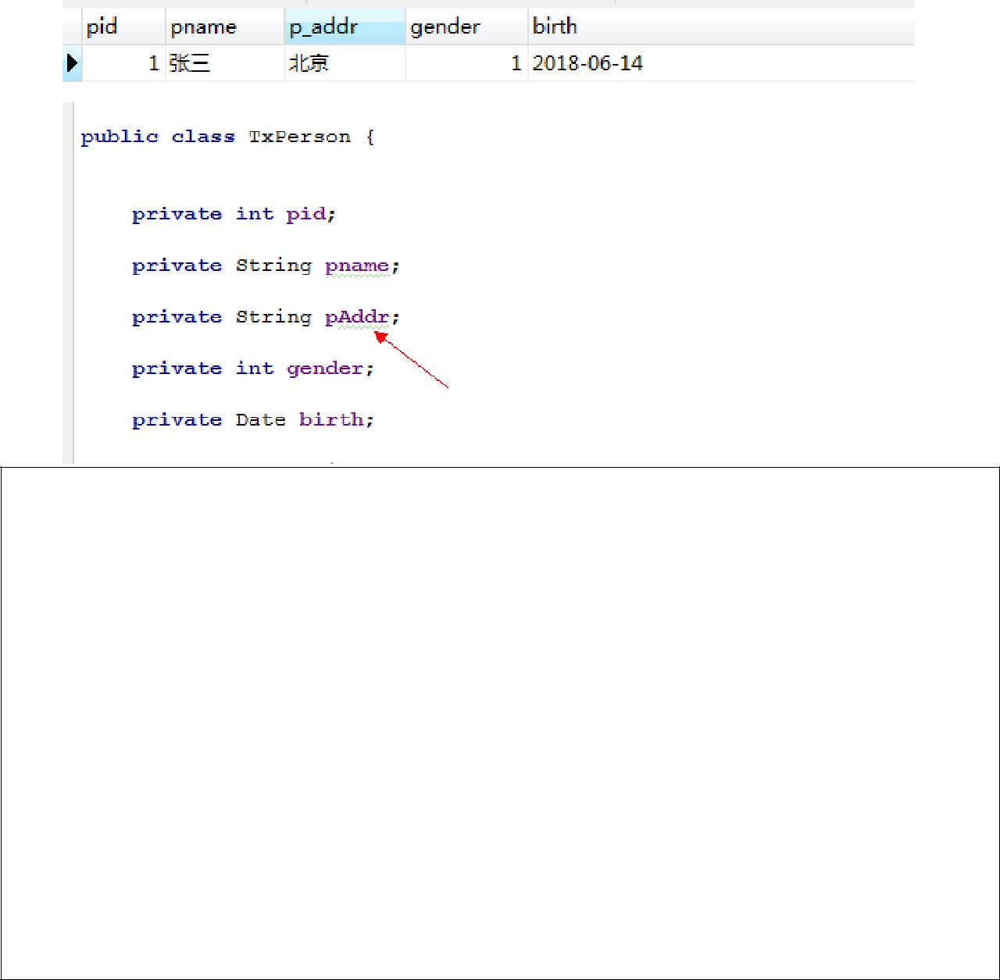 pid pname p_addr gender birth
1 张三 北京 1 2018-06-14
public class TxPerson {
private int pid;
private String pname;
private String pAddr;
private int gender;
private Date birth;